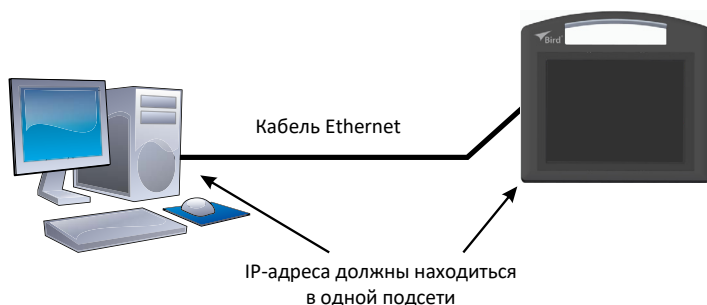 Bird
Кабель Ethernet
IP-адреса должны находиться
в одной подсети